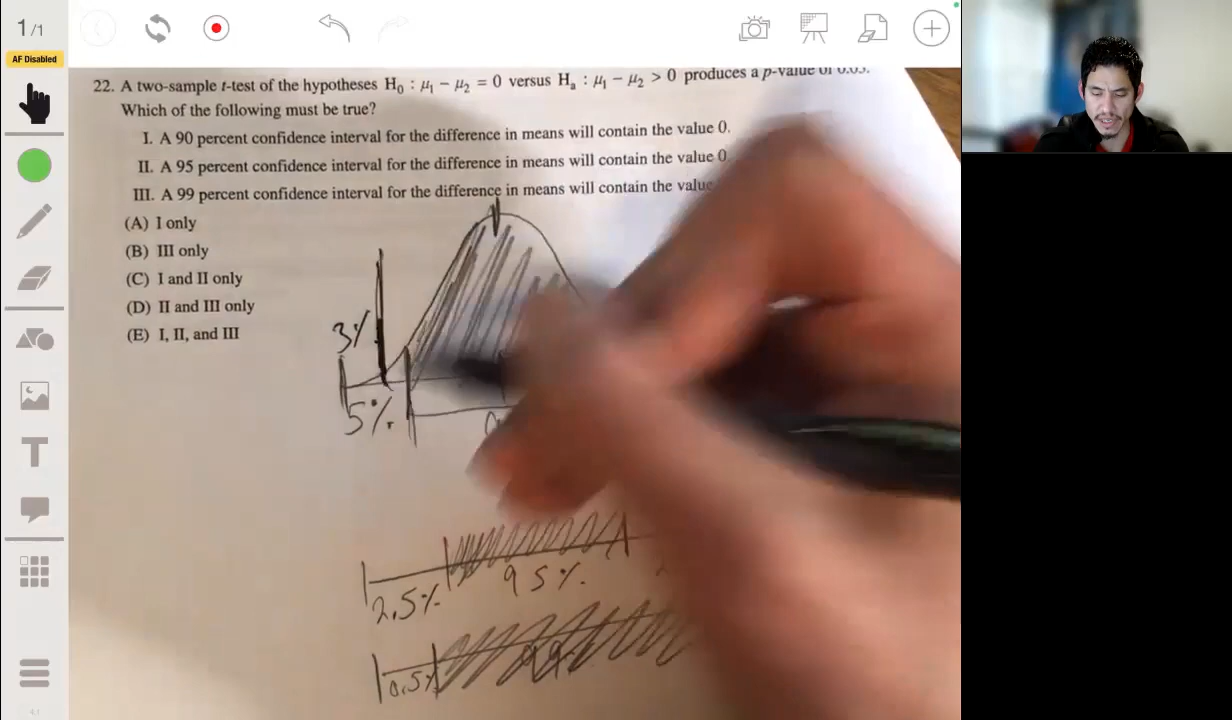 1/1
AF Disabled
22. A two-sample t-test of the hypotheses H₀ : μ₁ − μ₂ = 0 versus Hₐ : μ₁ − μ₂ > 0 produces a p-value of 0.03.
Which of the following must be true?
I. A 90 percent confidence interval for the difference in means will contain the value 0.
II. A 95 percent confidence interval for the difference in means will contain the value 0.
III. A 99 percent confidence interval for the difference in means will contain the value
(A) I only
(B) III only
(C) I and II only
(D) II and III only
(E) I, II, and III
3%
5%.
T
2.5% 95%.
0.5% 99%